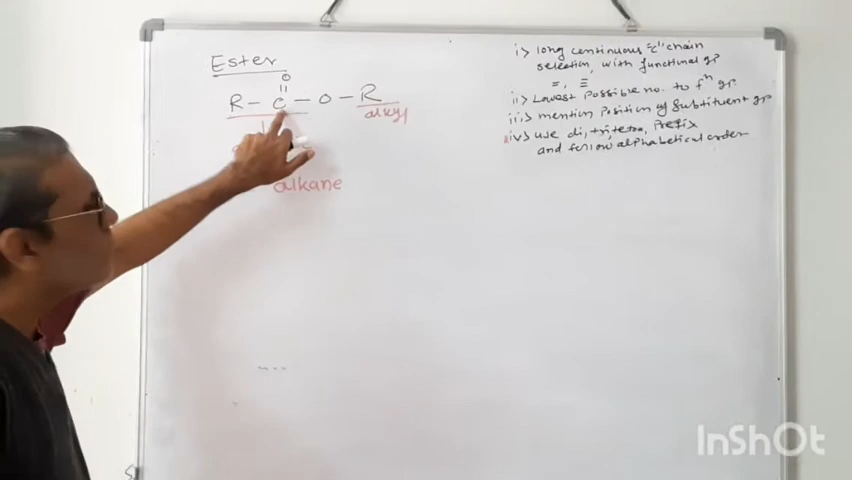 Ester
O
||
R – C – O – R
alkyl
alkane
i) long continuous "c" chain
selection, with functional gp
=, ≡
ii) Lowest possible no. to fⁿ gp.
iii) mention Position of Substituent gp
iv) use di, tri, tetra, Prefix
and follow alphabetical order
InShOt